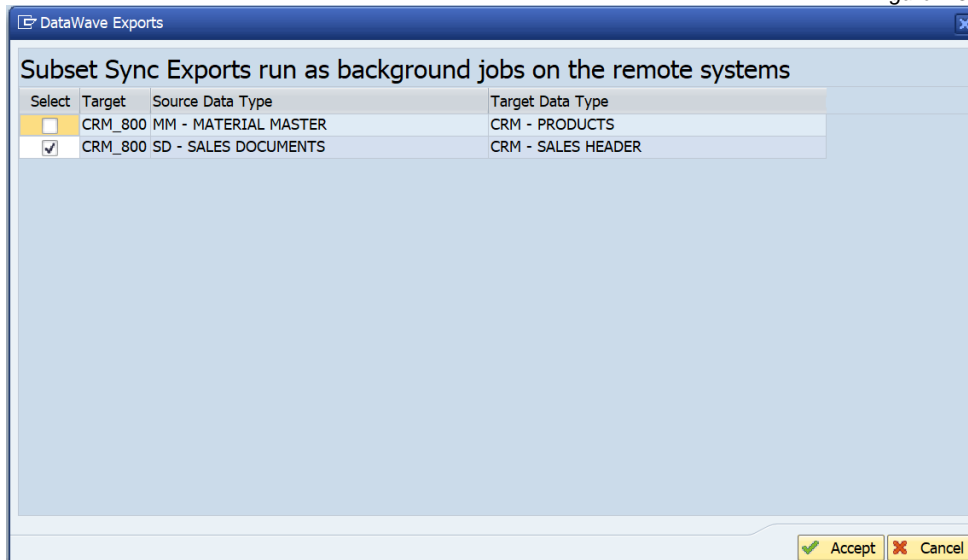 DataWave Exports
Subset Sync Exports run as background jobs on the remote systems
Select Target Source Data Type Target Data Type
CRM_800 MM - MATERIAL MASTER CRM - PRODUCTS
CRM_800 SD - SALES DOCUMENTS CRM - SALES HEADER
Accept Cancel